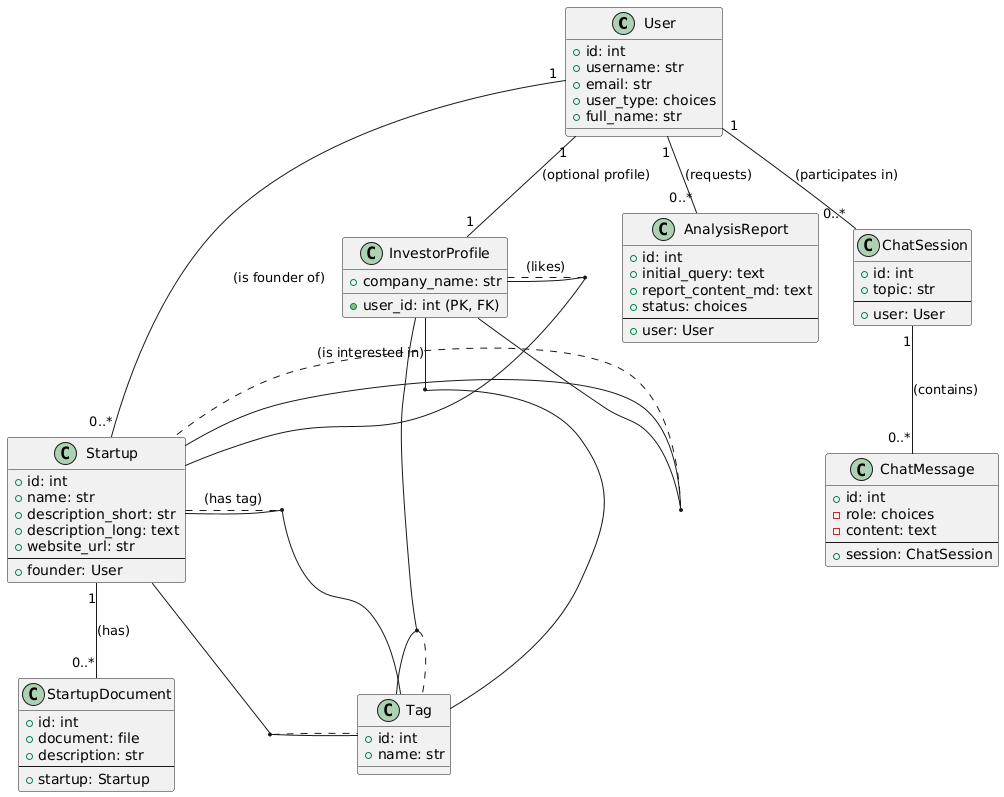 C User
id: int
username: str
email: str
user_type: choices
full_name: str
1
1
1
1
(optional profile)
(requests)
(participates in)
1
0..*
0..*
(is founder of)
C InvestorProfile
company_name: str
user_id: int (PK, FK)
(likes)
C AnalysisReport
id: int
initial_query: text
report_content_md: text
status: choices
user: User
C ChatSession
id: int
topic: str
user: User
(is interested in)
1
(contains)
0..*
0..*
C Startup
id: int
name: str
description_short: str
description_long: text
website_url: str
founder: User
(has tag)
C ChatMessage
id: int
role: choices
content: text
session: ChatSession
1
(has)
0..*
C StartupDocument
id: int
document: file
description: str
startup: Startup
C Tag
id: int
name: str